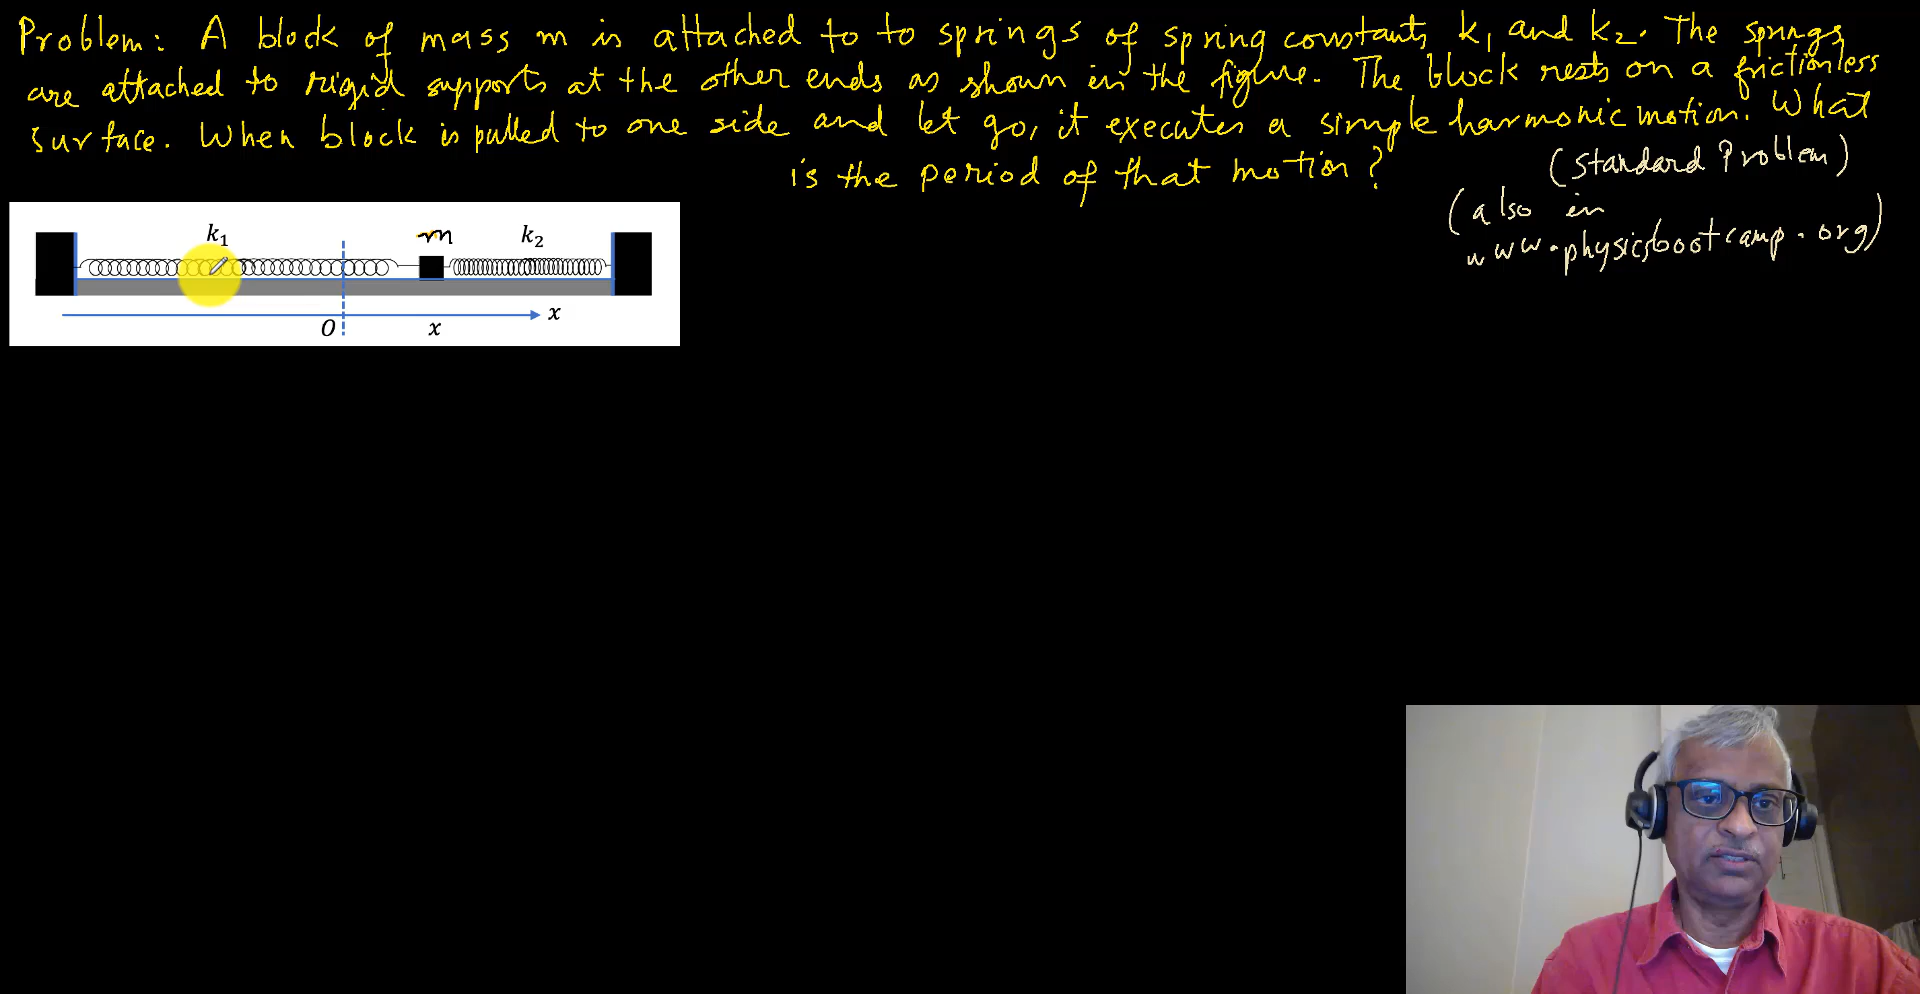 Problem: A block of mass m is attached to to springs of spring constants k₁ and k₂. The springs
are attached to rigid supports at the other ends as shown in the figure. The block rests on a frictionless
surface. When block is pulled to one side and let go, it executes a simple harmonic motion. What
is the period of that motion?
(Standard Problem)
(also in
www.physicsbootcamp.org)
k₁ m k₂
O x x